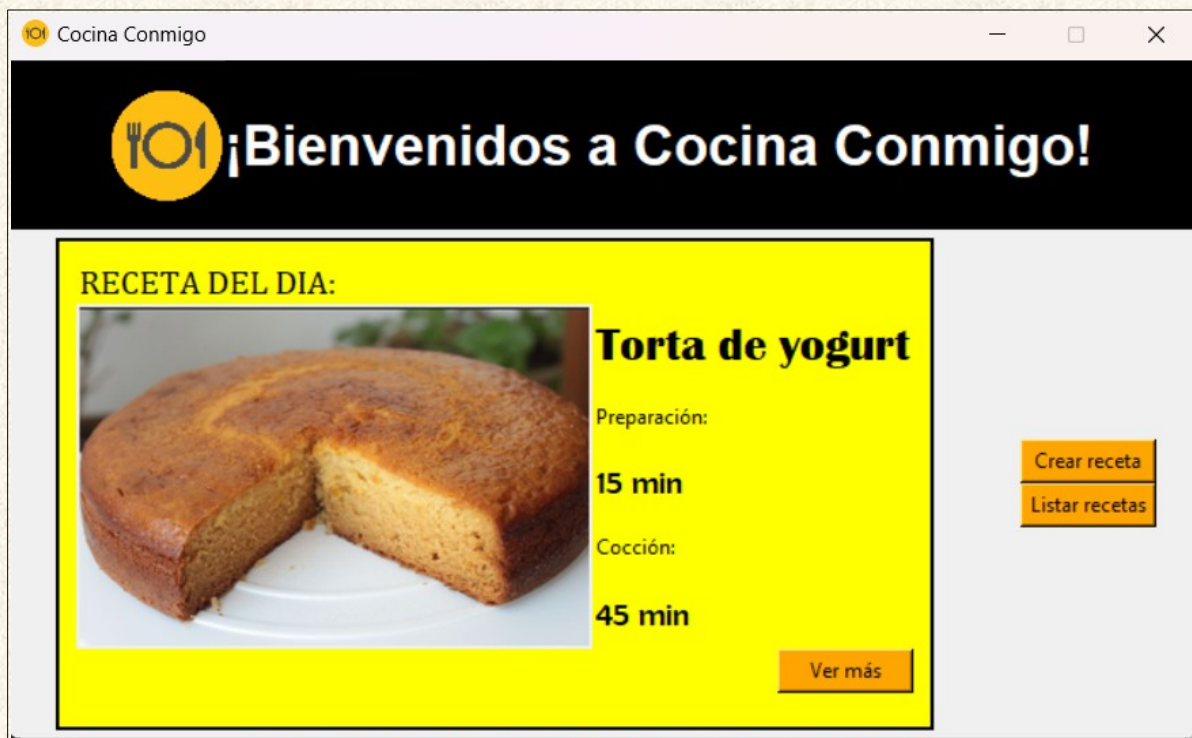 Cocina Conmigo
¡Bienvenidos a Cocina Conmigo!
RECETA DEL DIA:
Torta de yogurt
Preparación:
15 min
Cocción:
45 min
Ver más
Crear receta
Listar recetas